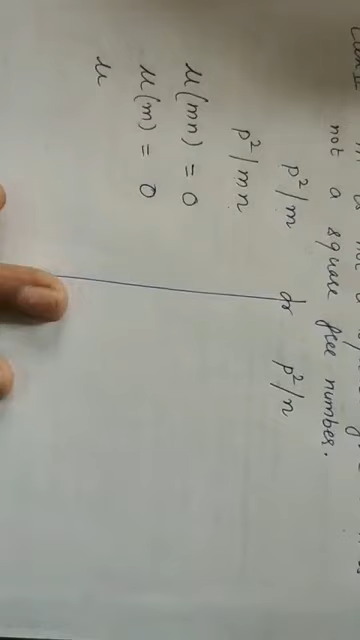 not a square free number.
p²/m or p²/n
p²/mn
μ(mn) = 0
μ(m) = 0
μ